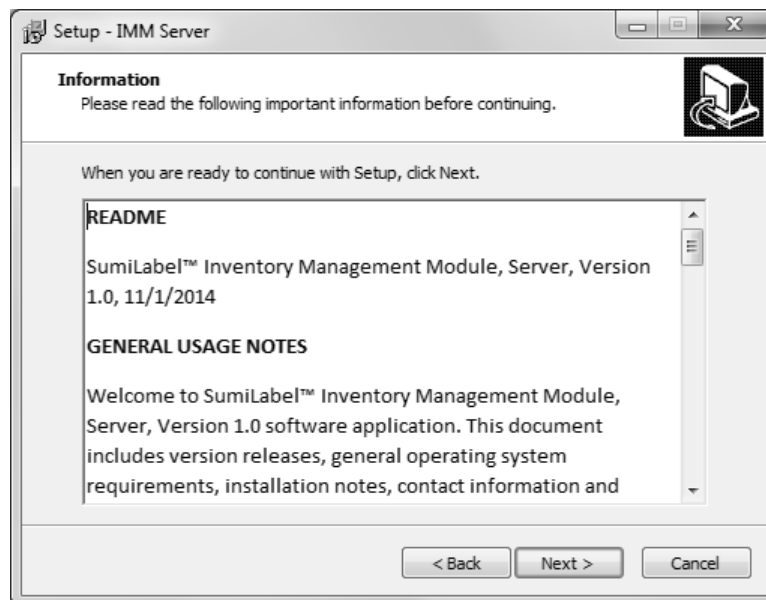 Setup - IMM Server
Information
Please read the following important information before continuing.
When you are ready to continue with Setup, click Next.
README
SumiLabel™ Inventory Management Module, Server, Version
1.0, 11/1/2014
GENERAL USAGE NOTES
Welcome to SumiLabel™ Inventory Management Module,
Server, Version 1.0 software application. This document
includes version releases, general operating system
requirements, installation notes, contact information and
< Back
Next >
Cancel